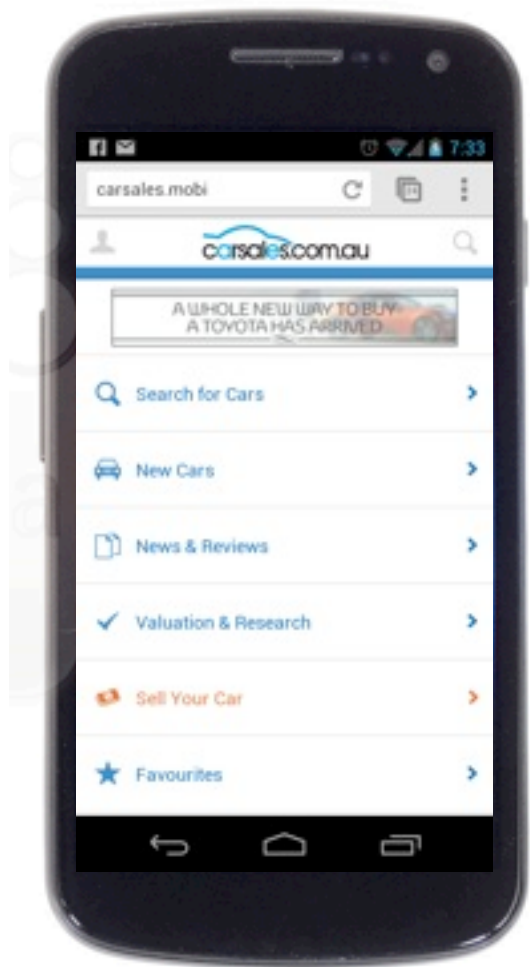 7:33
carsales.mobi
carsales.com.au
A WHOLE NEW WAY TO BUY
A TOYOTA HAS ARRIVED
Search for Cars
New Cars
News & Reviews
Valuation & Research
Sell Your Car
Favourites